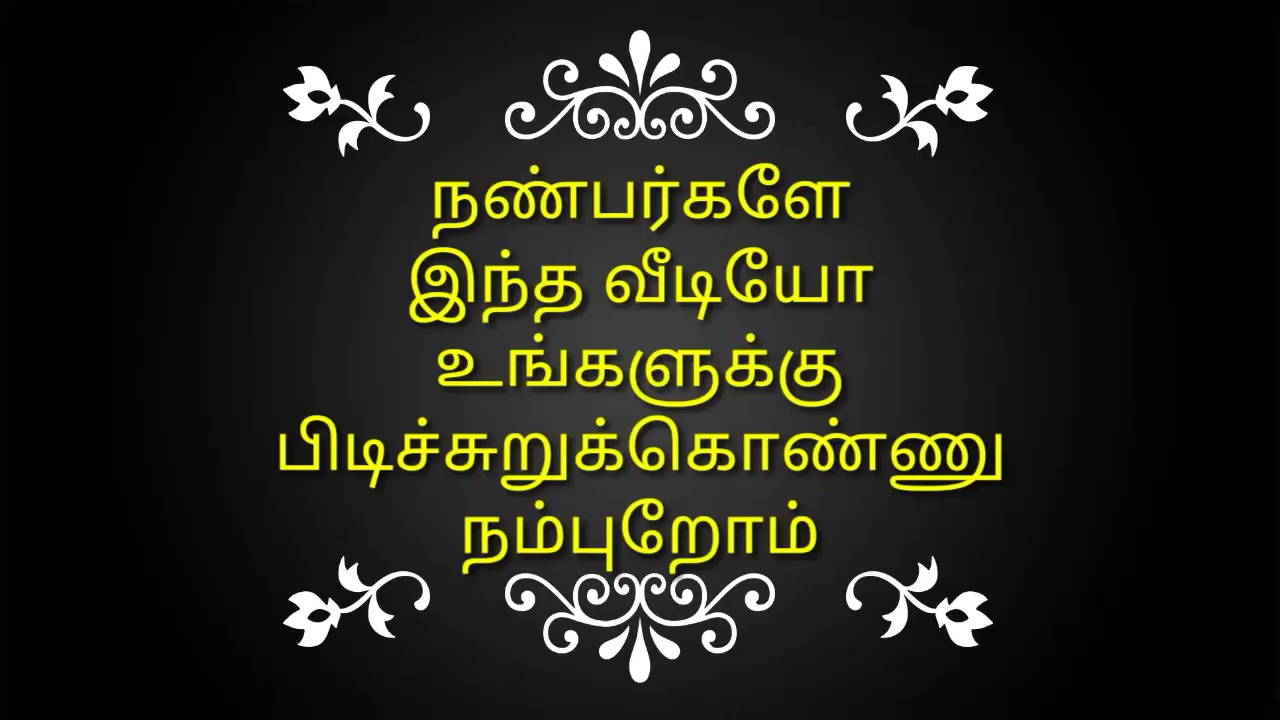 நண்பர்களே
இந்த வீடியோ
உங்களுக்கு
பிடிச்சுறுக்கொண்ணு
நம்புறோம்